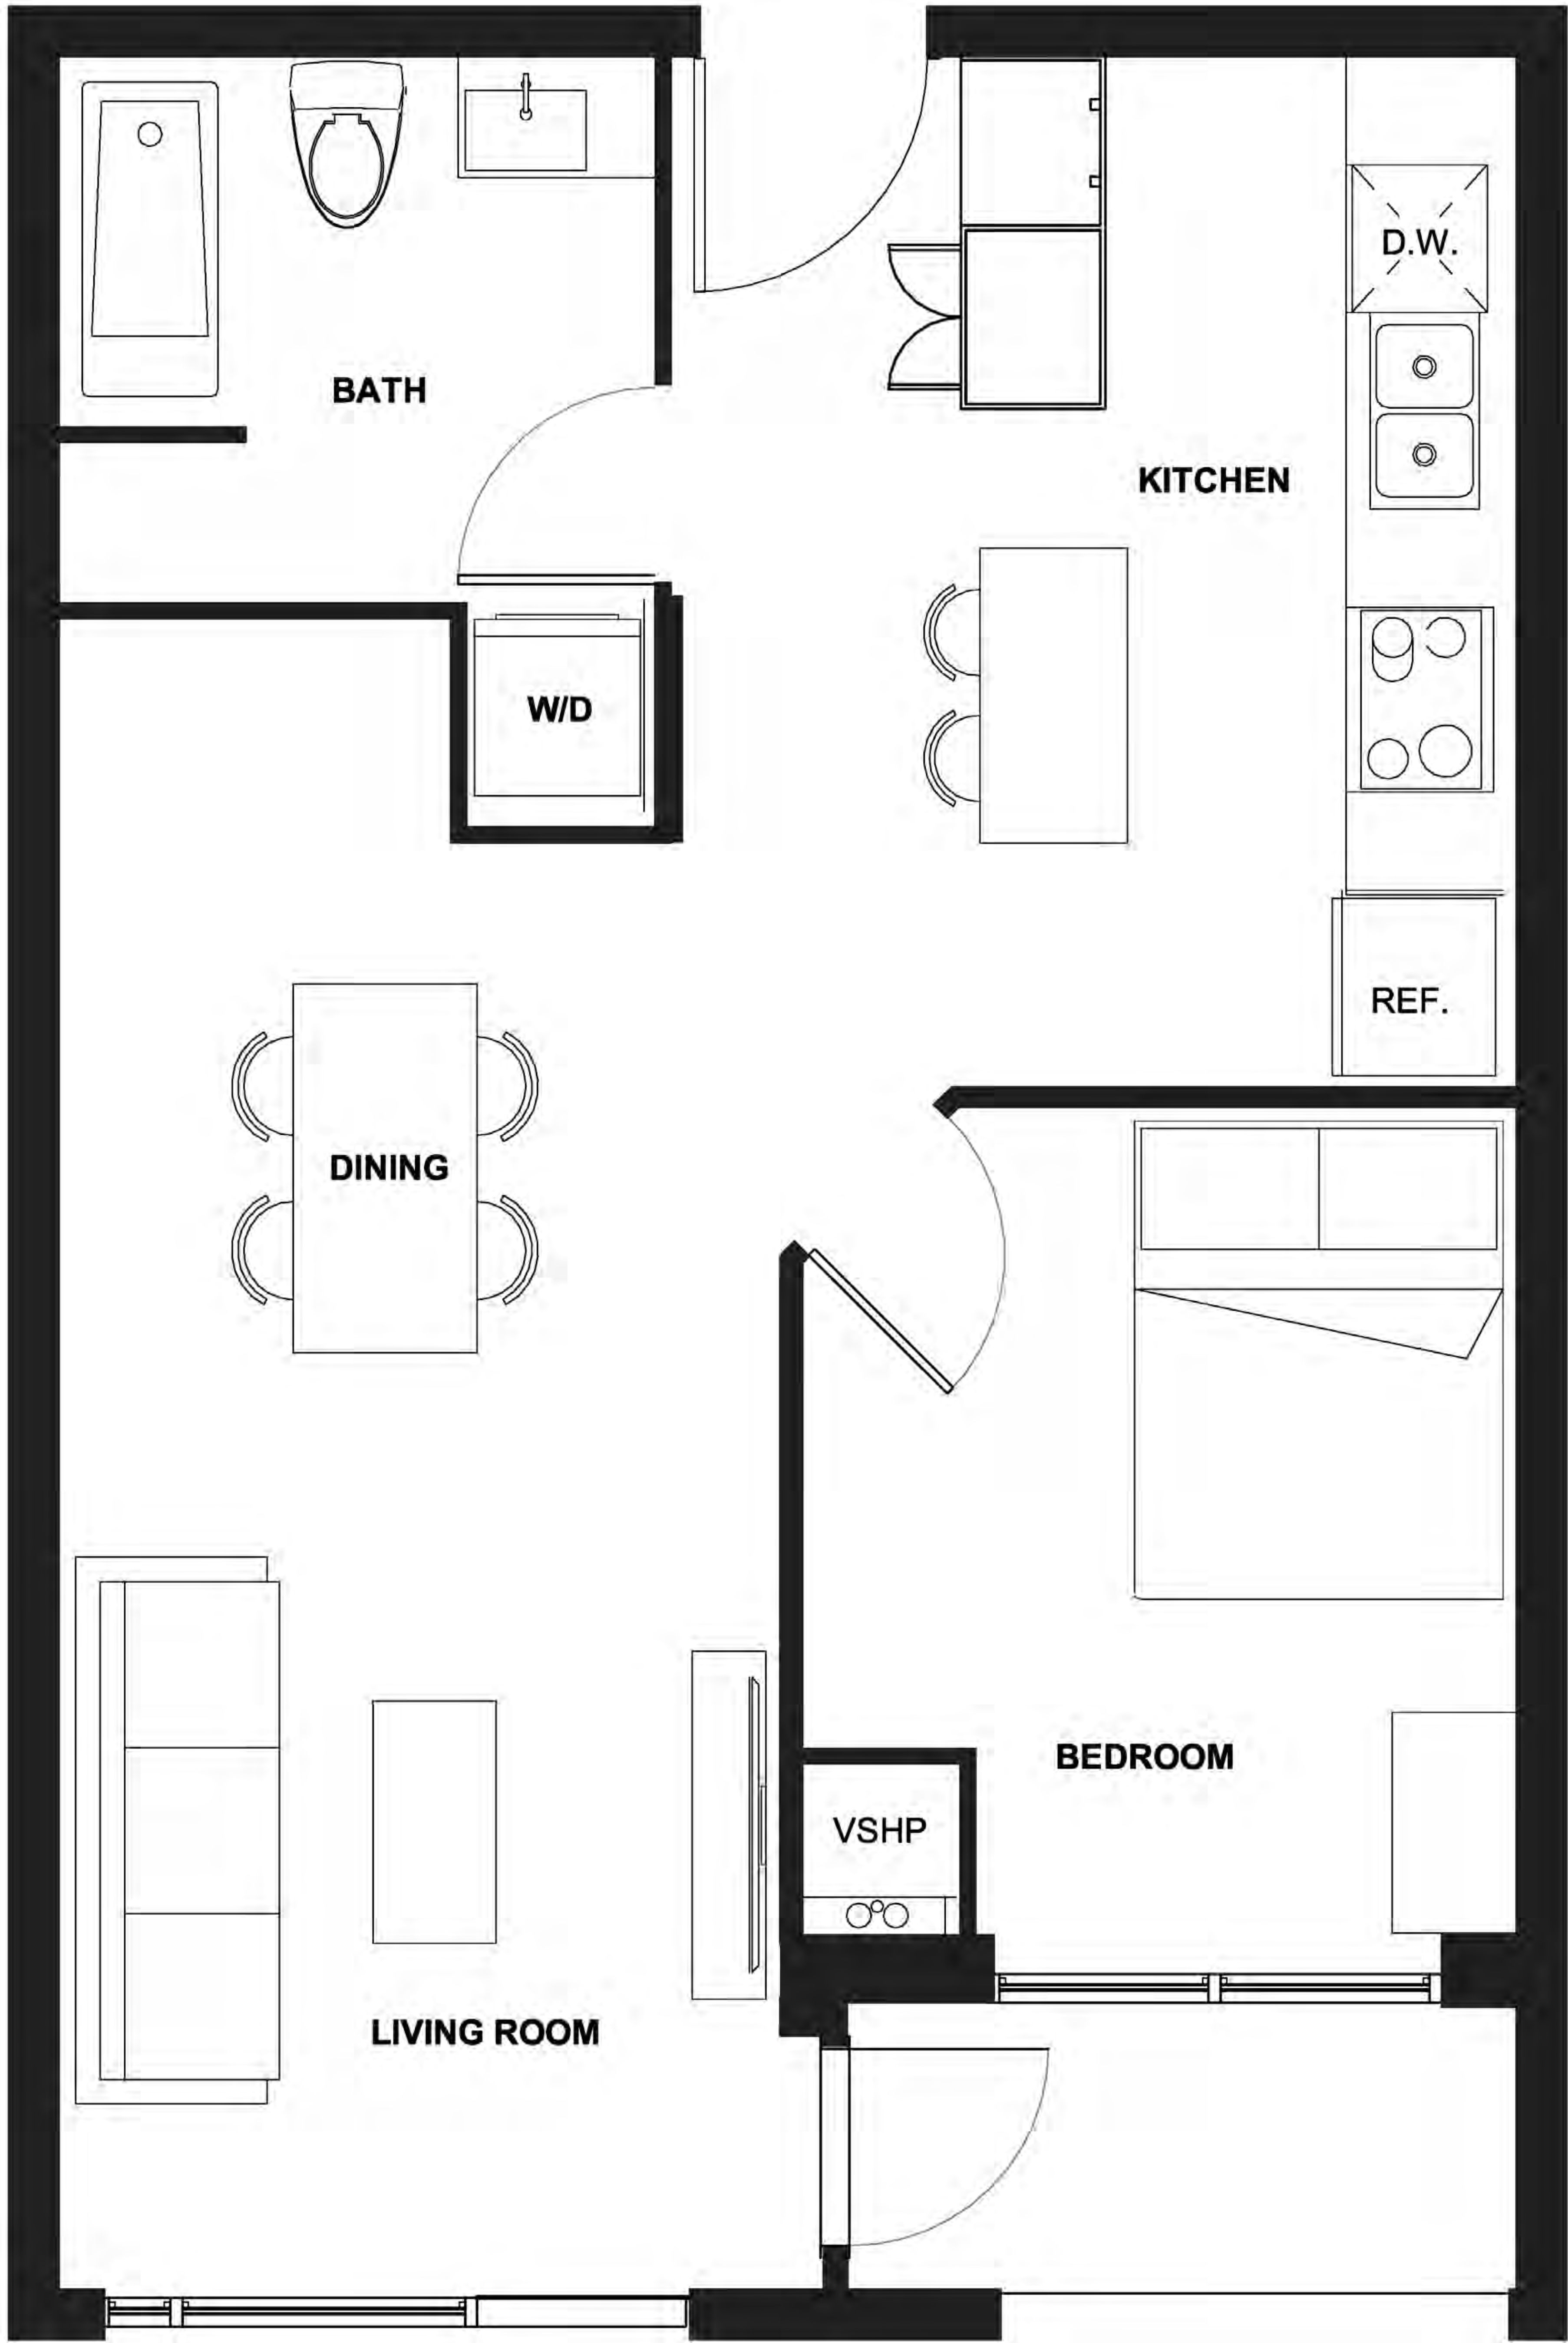 D.W.
BATH
KITCHEN
W/D
REF.
DINING
BEDROOM
VSHP
LIVING ROOM